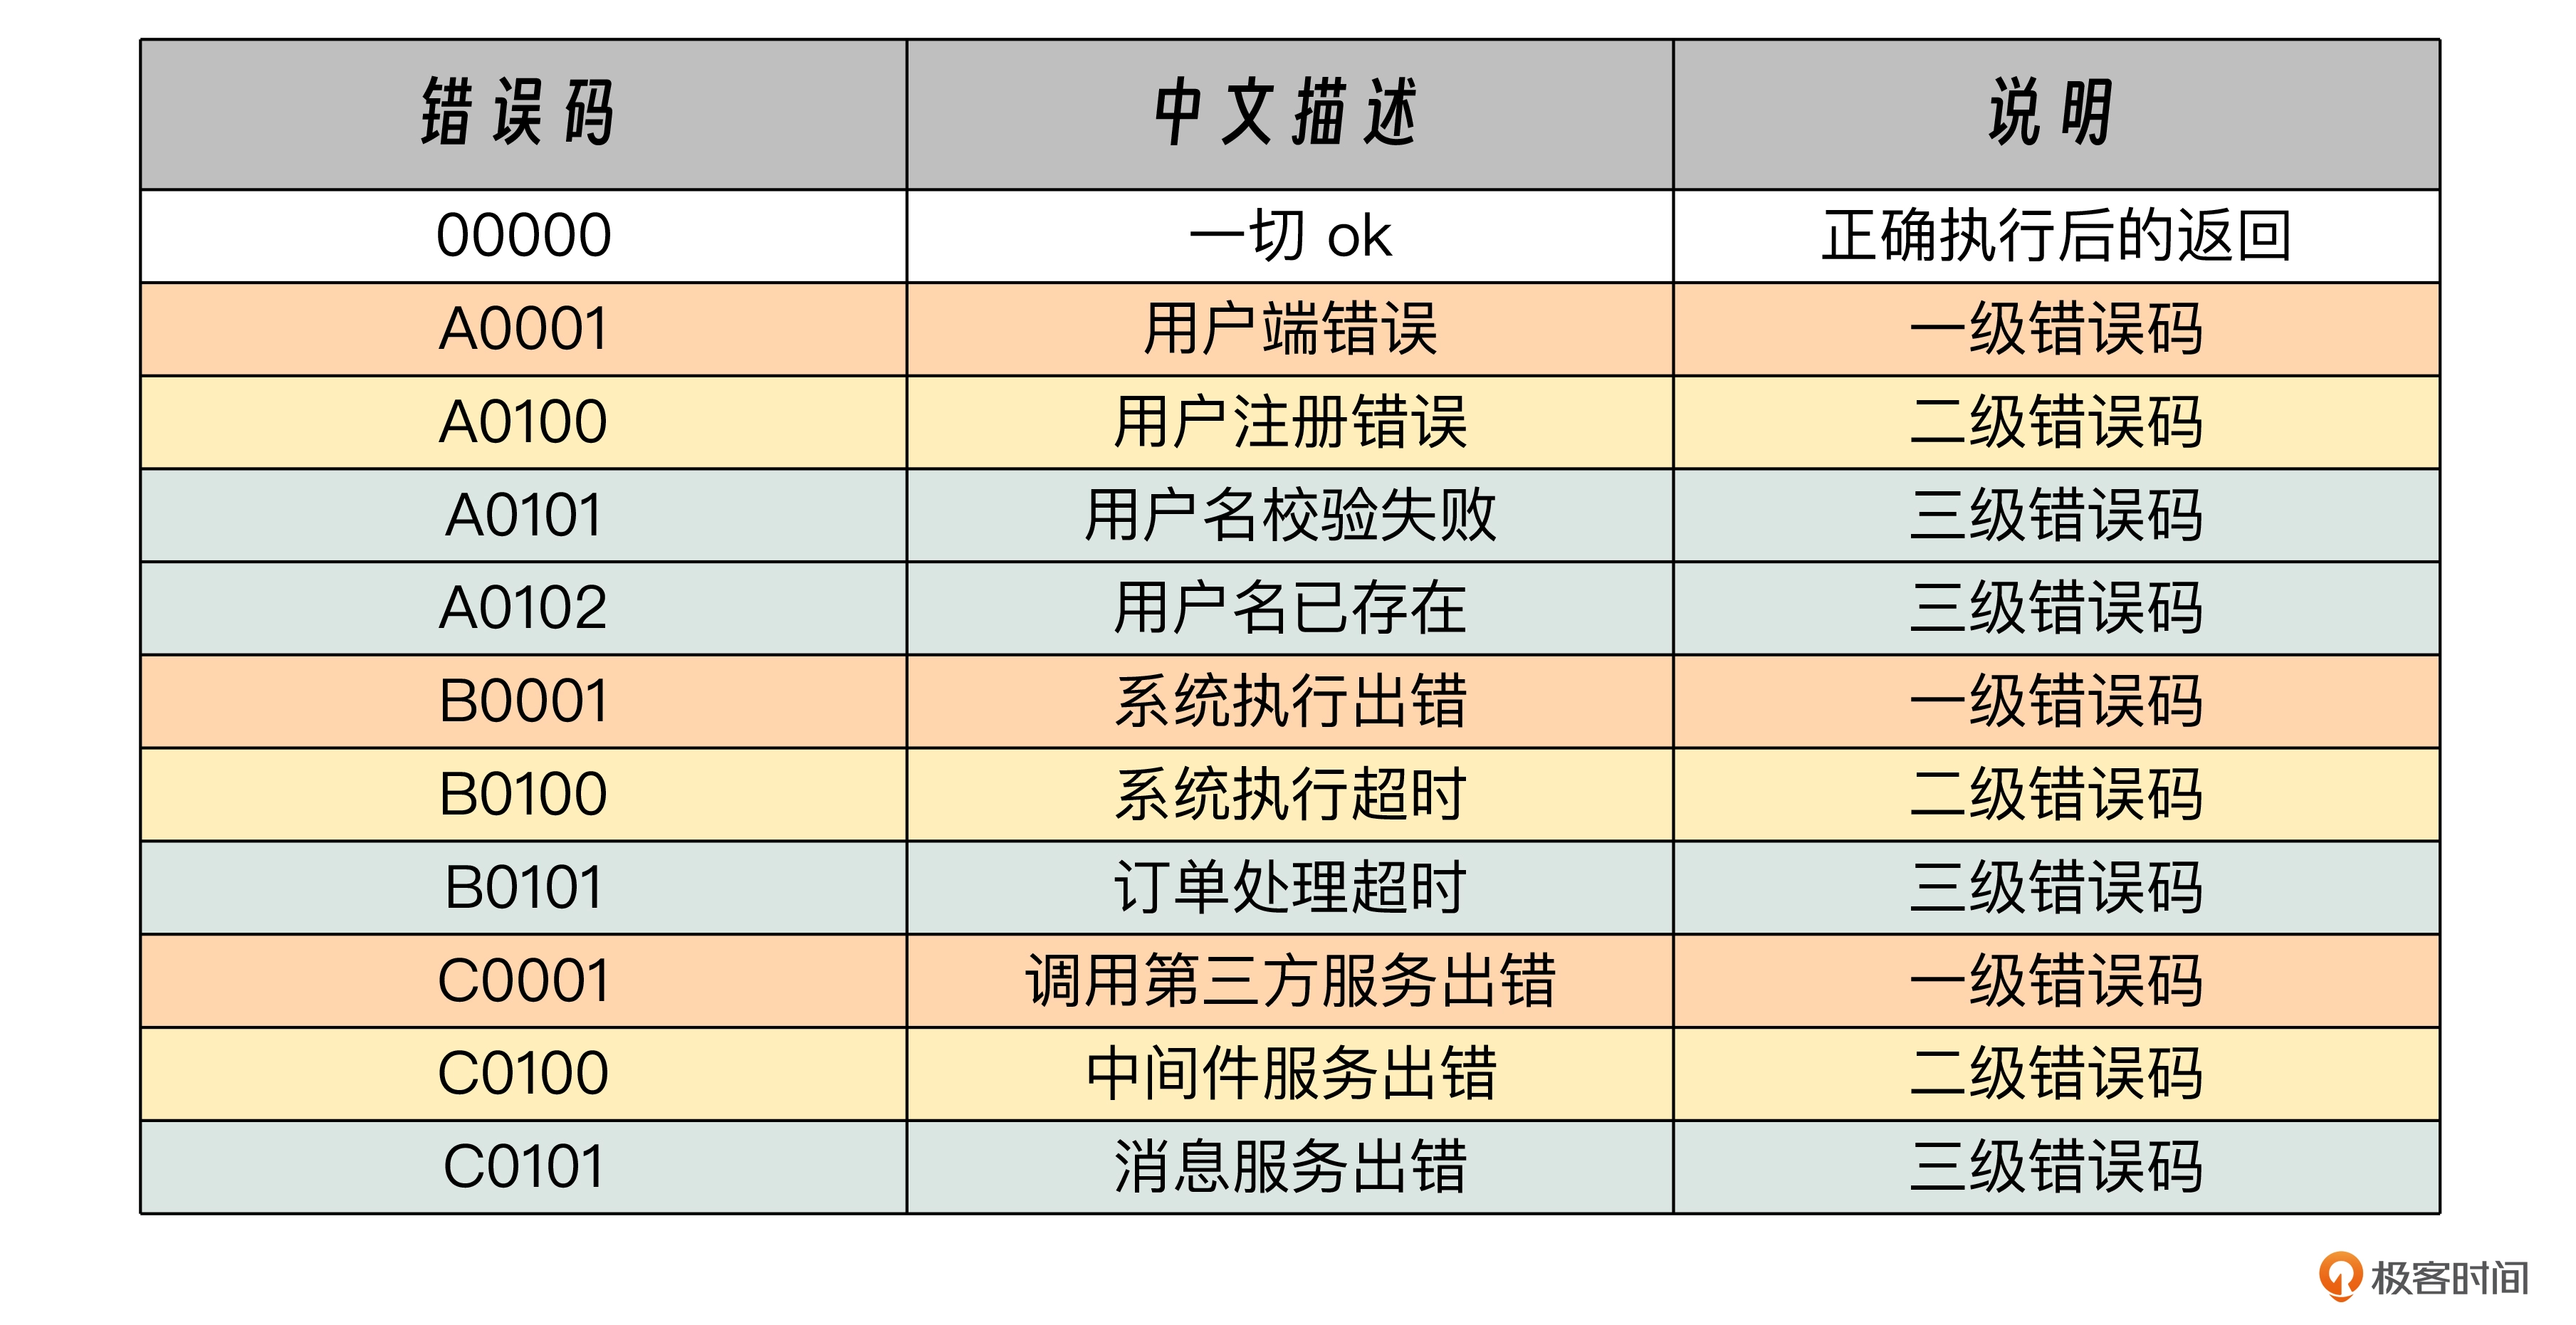 错误码 中文描述 说明
00000 一切 ok 正确执行后的返回
A0001 用户端错误 一级错误码
A0100 用户注册错误 二级错误码
A0101 用户名校验失败 三级错误码
A0102 用户名已存在 三级错误码
B0001 系统执行出错 一级错误码
B0100 系统执行超时 二级错误码
B0101 订单处理超时 三级错误码
C0001 调用第三方服务出错 一级错误码
C0100 中间件服务出错 二级错误码
C0101 消息服务出错 三级错误码
极客时间